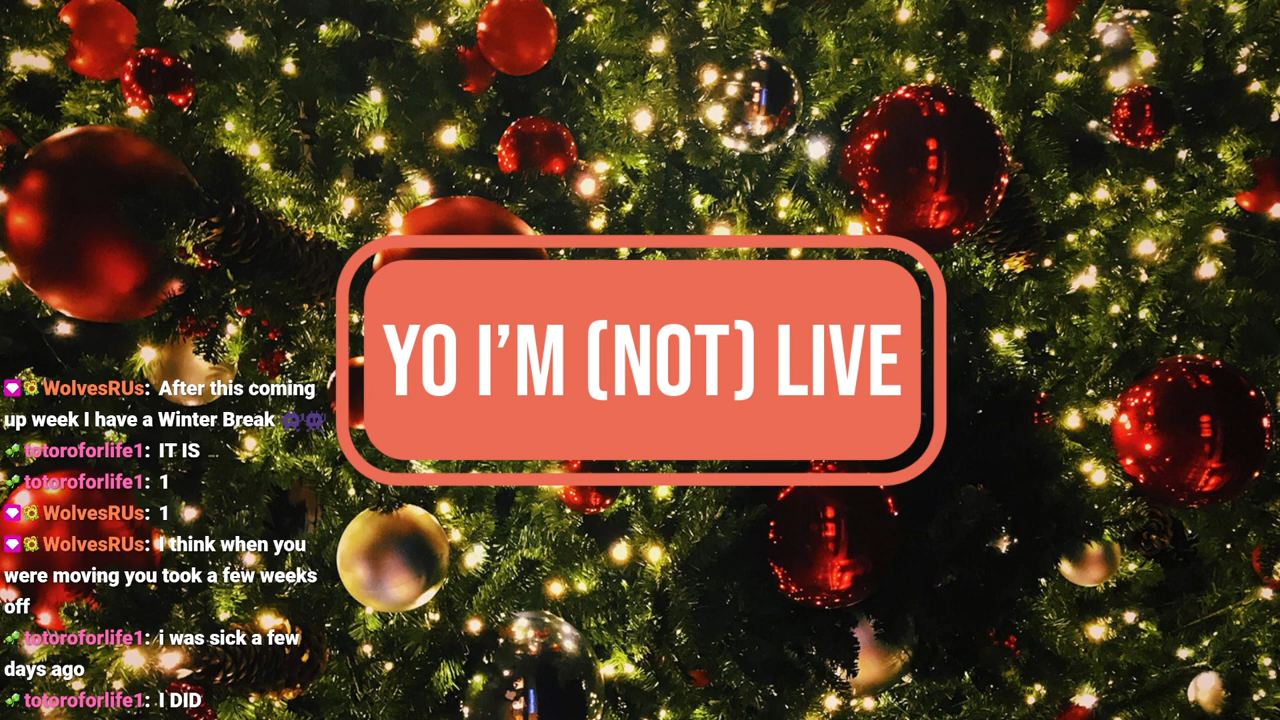 YO I'M (NOT) LIVE
WolvesRUs: After this coming
up week I have a Winter Break
totoroforlife1: IT IS
totoroforlife1: 1
WolvesRUs: 1
WolvesRUs: I think when you
were moving you took a few weeks
off
totoroforlife1: i was sick a few
days ago
totoroforlife1: I DID